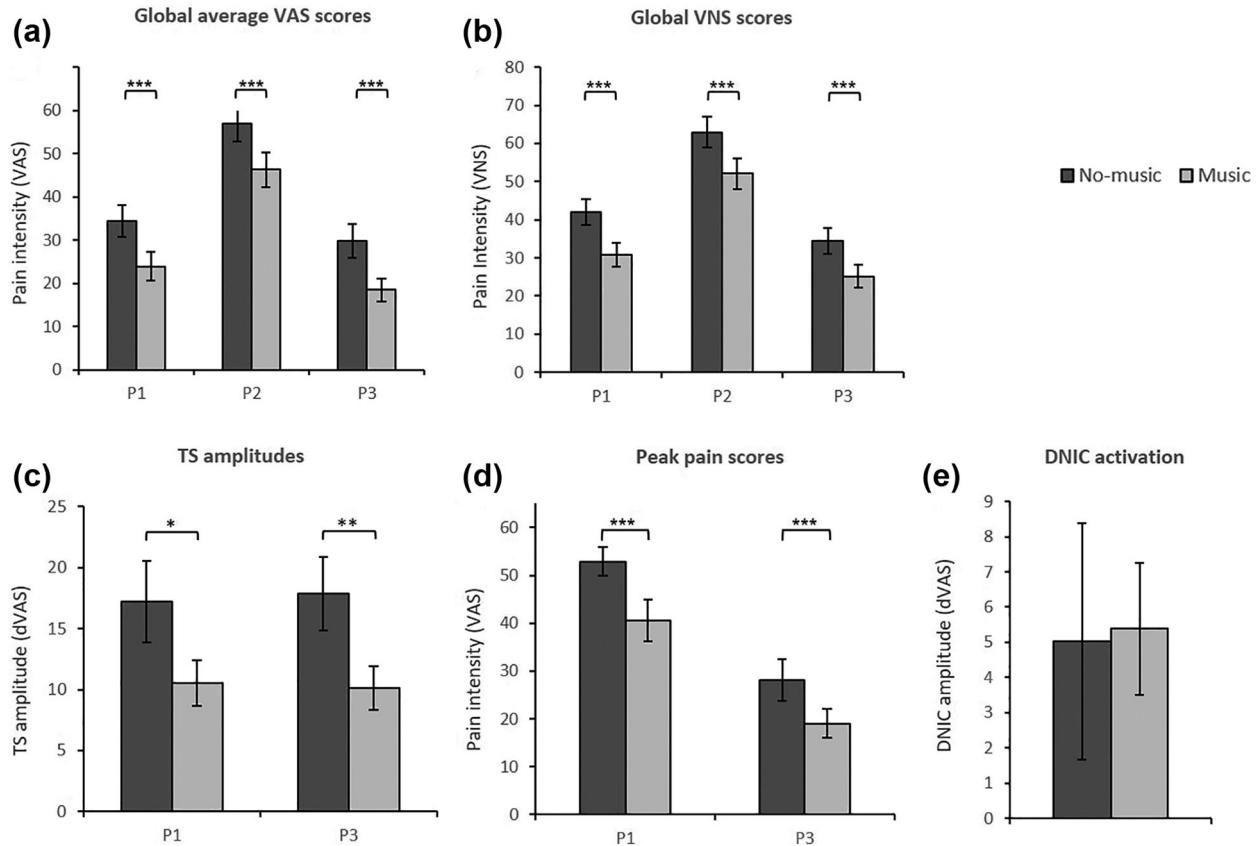 (a)
Global average VAS scores
Pain intensity (VAS)
60
50
40
30
20
10
0
***
***
***
P1
P2
P3
(b)
Global VNS scores
Pain Intensity (VNS)
80
70
60
50
40
30
20
10
0
***
***
***
P1
P2
P3
No-music
Music
(c)
TS amplitudes
TS amplitude (dVAS)
25
20
15
10
5
0
*
**
P1
P3
(d)
Peak pain scores
Pain intensity (VAS)
60
50
40
30
20
10
0
***
***
P1
P3
(e)
DNIC activation
DNIC amplitude (dVAS)
9
8
7
6
5
4
3
2
1
0